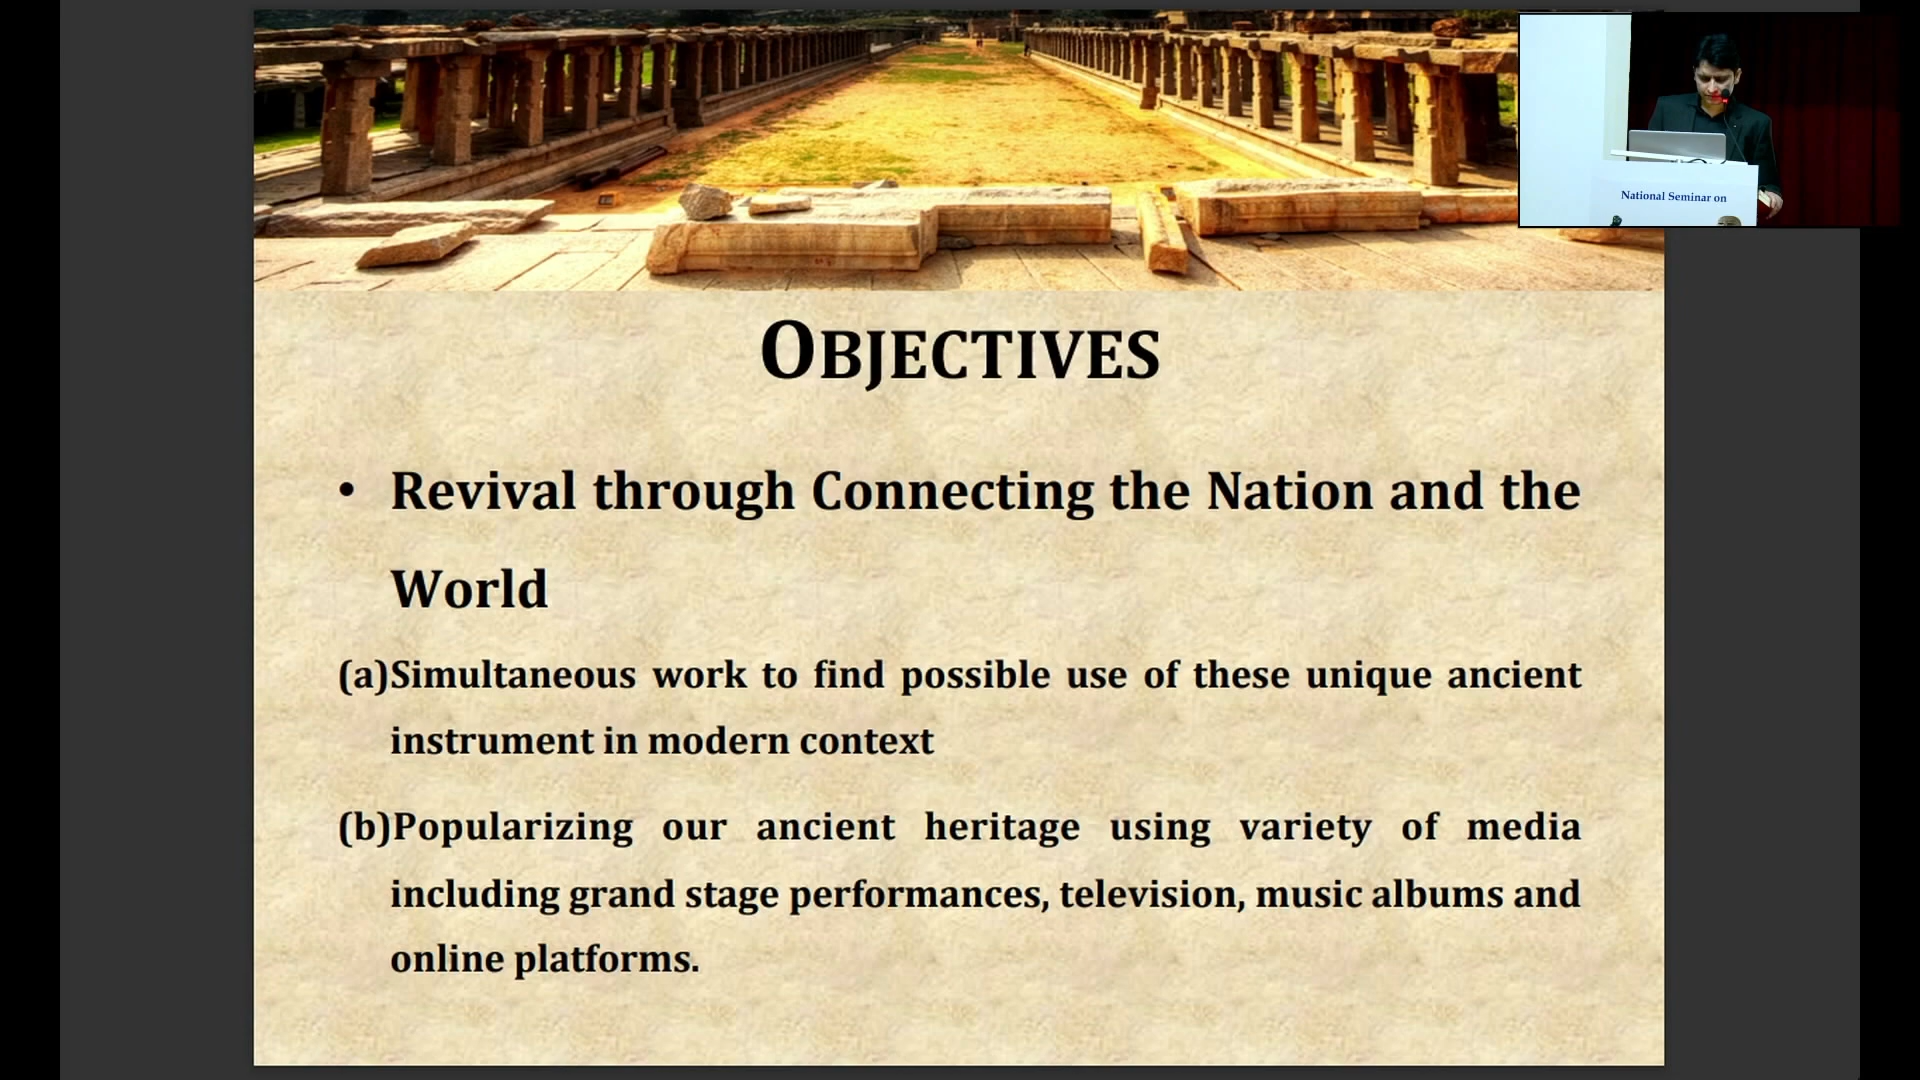 National Seminar on
OBJECTIVES
• Revival through Connecting the Nation and the
World
(a)Simultaneous work to find possible use of these unique ancient
instrument in modern context
(b)Popularizing our ancient heritage using variety of media
including grand stage performances, television, music albums and
online platforms.